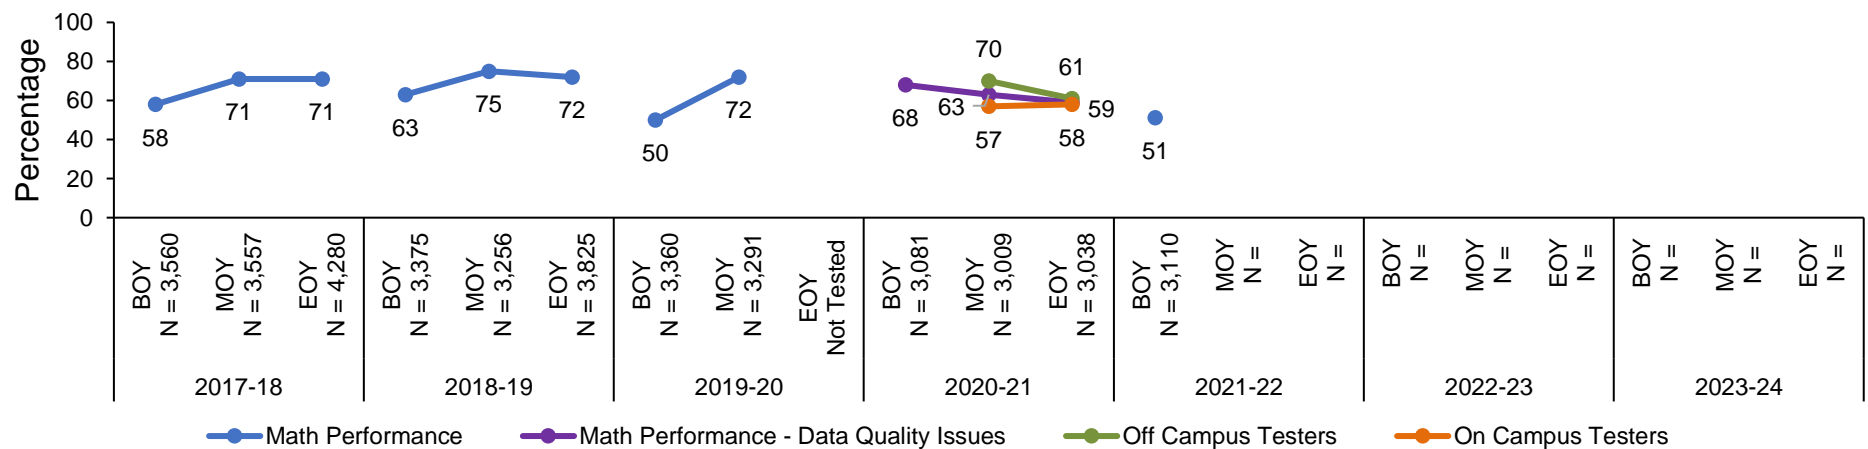 Percentage
100
80
60
40
20
0
58
71
71
63
75
72
50
72
68
63
70
57
61
59
58
51
BOY
N = 3,560
MOY
N = 3,557
EOY
N = 4,280
BOY
N = 3,375
MOY
N = 3,256
EOY
N = 3,825
BOY
N = 3,360
MOY
N = 3,291
EOY
Not Tested
BOY
N = 3,081
MOY
N = 3,009
EOY
N = 3,038
BOY
N = 3,110
MOY
N =
EOY
N =
BOY
N =
MOY
N =
EOY
N =
BOY
N =
MOY
N =
EOY
N =
2017-18
2018-19
2019-20
2020-21
2021-22
2022-23
2023-24
Math Performance
Math Performance - Data Quality Issues
Off Campus Testers
On Campus Testers